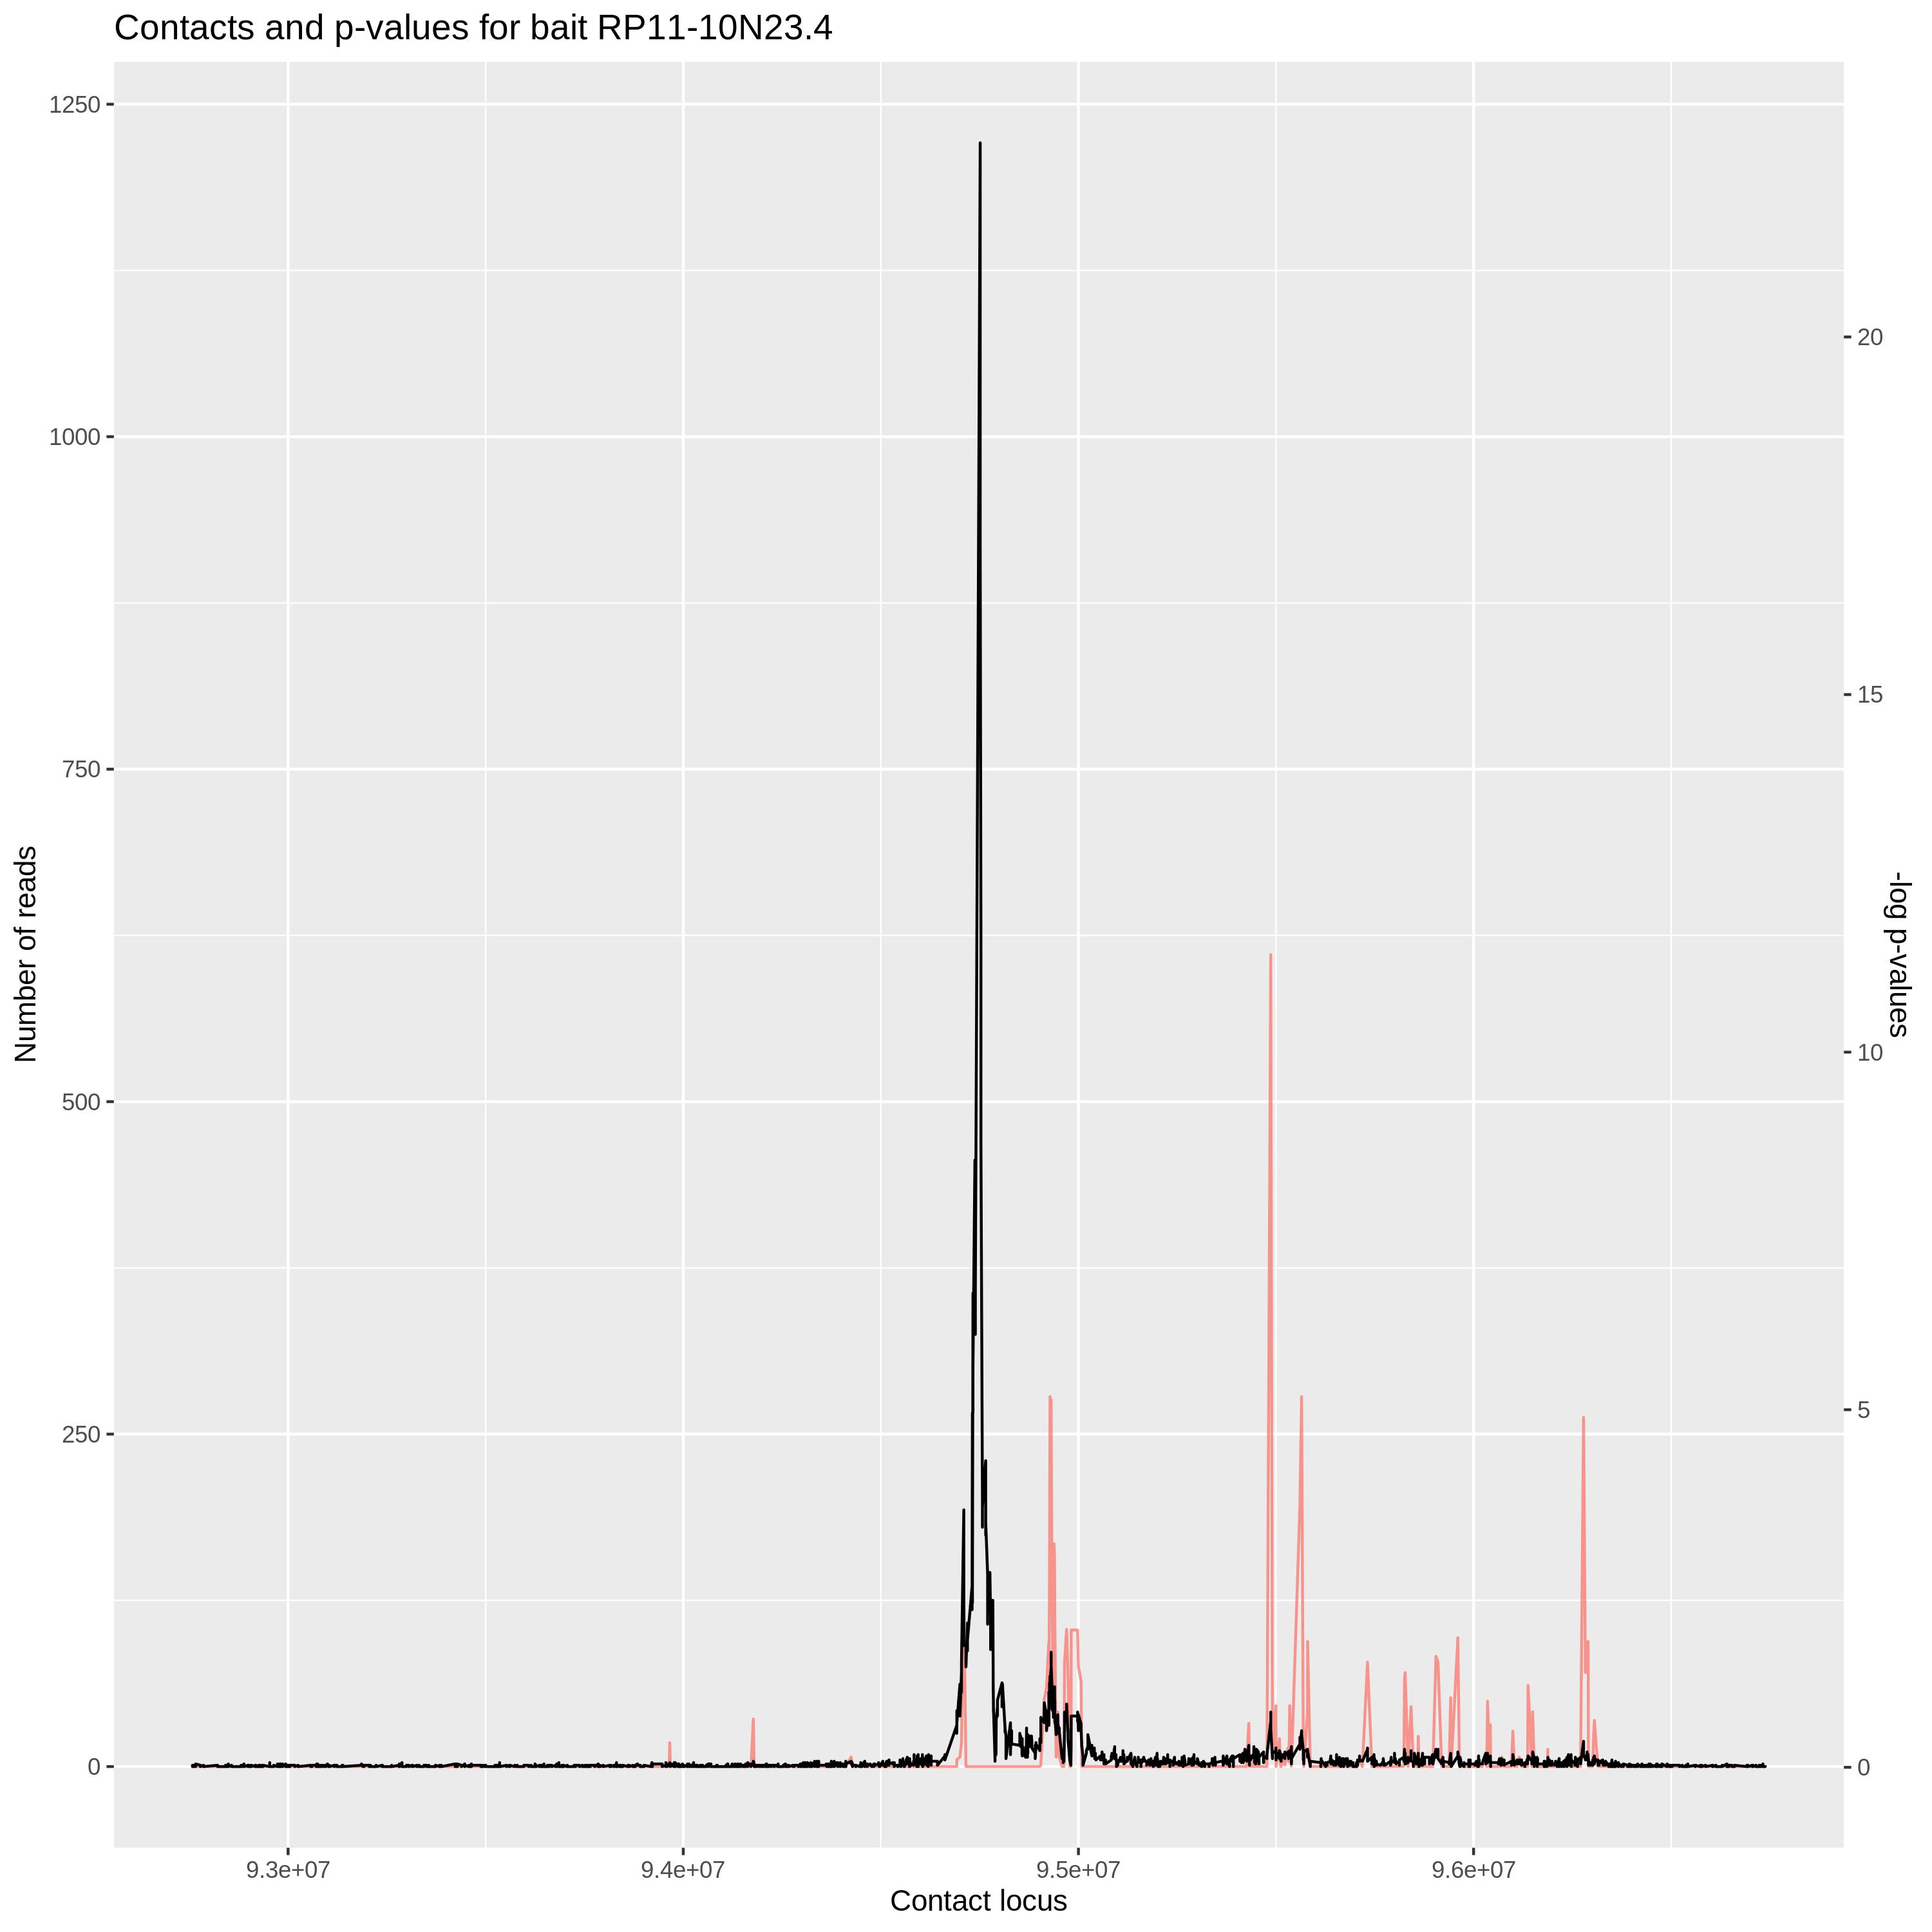 Contacts and p-values for bait RP11-10N23.4
1250
1000
750
500
250
0
Number of reads
20
15
10
5
0
-log p-values
9.3e+07
9.4e+07
9.5e+07
9.6e+07
Contact locus